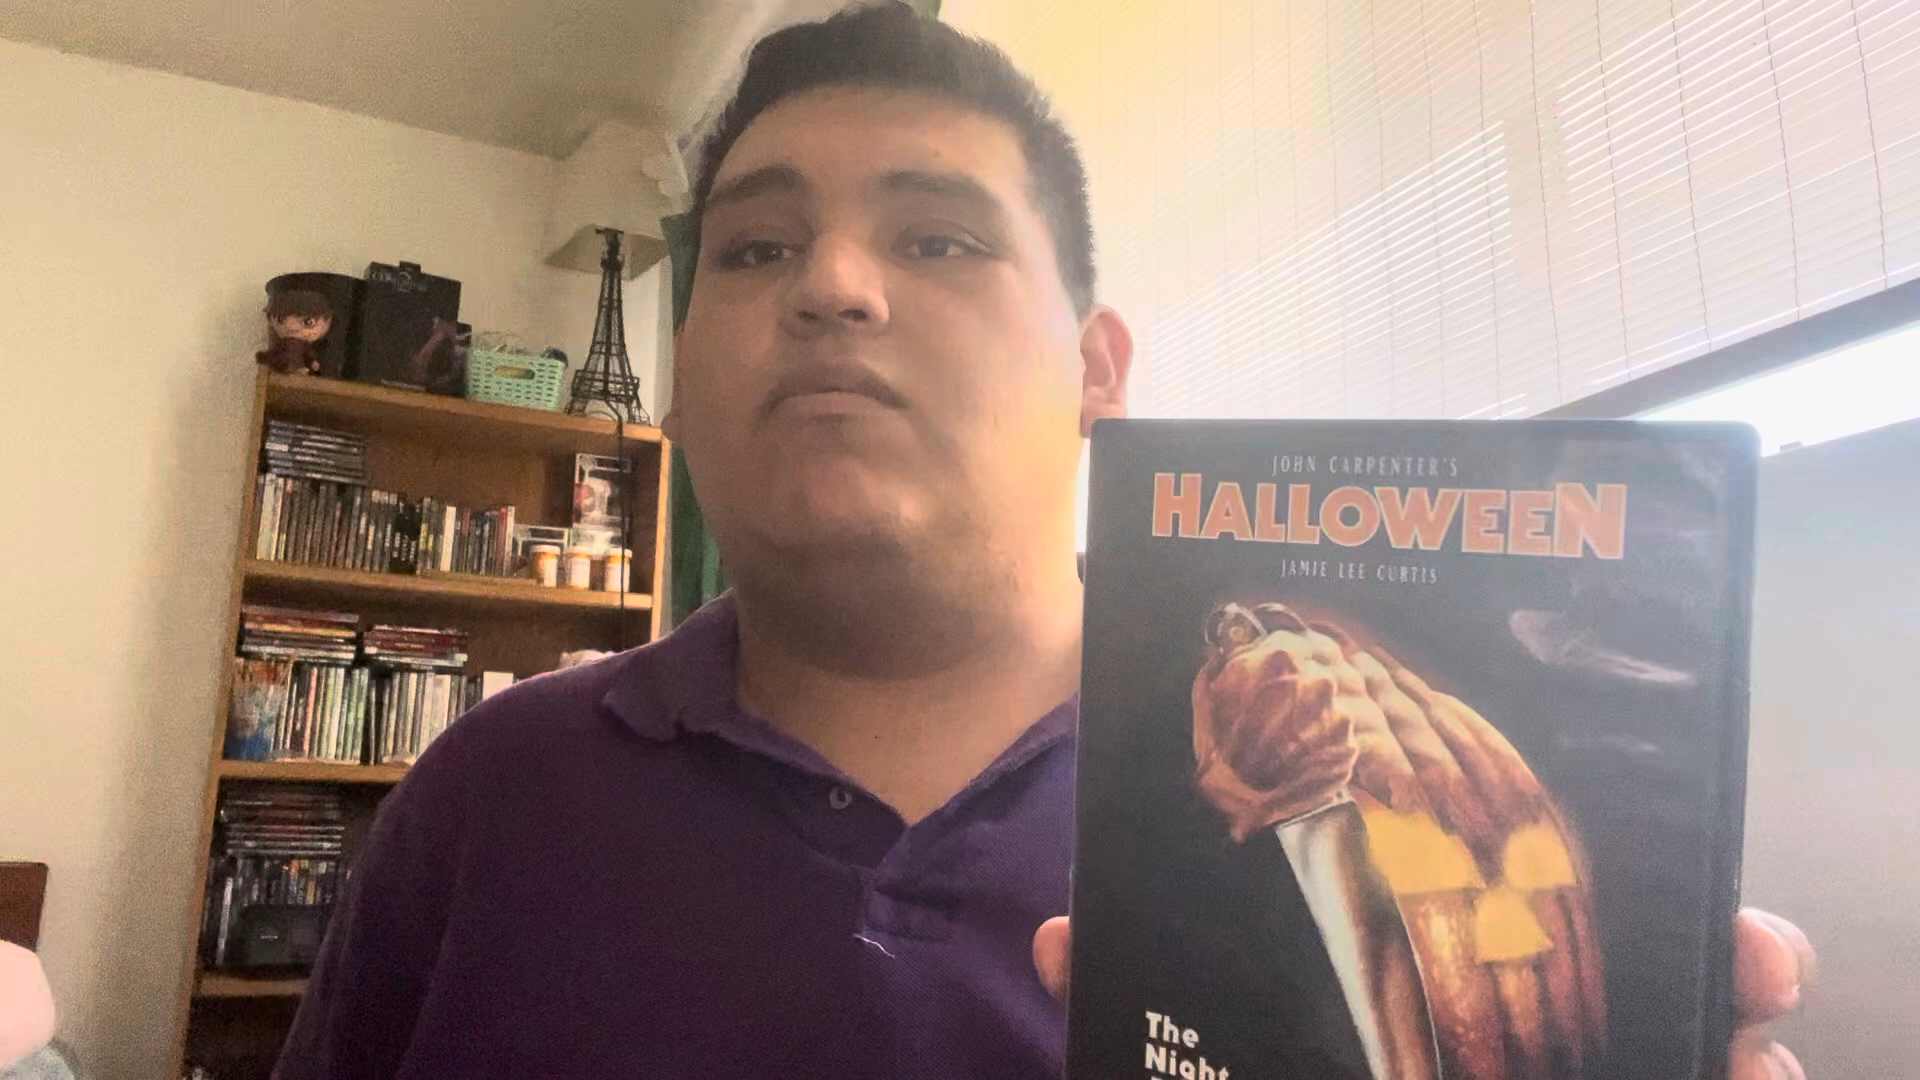 JOHN CARPENTER'S
HALLOWEEN
JAMIE LEE CURTIS
The
Night